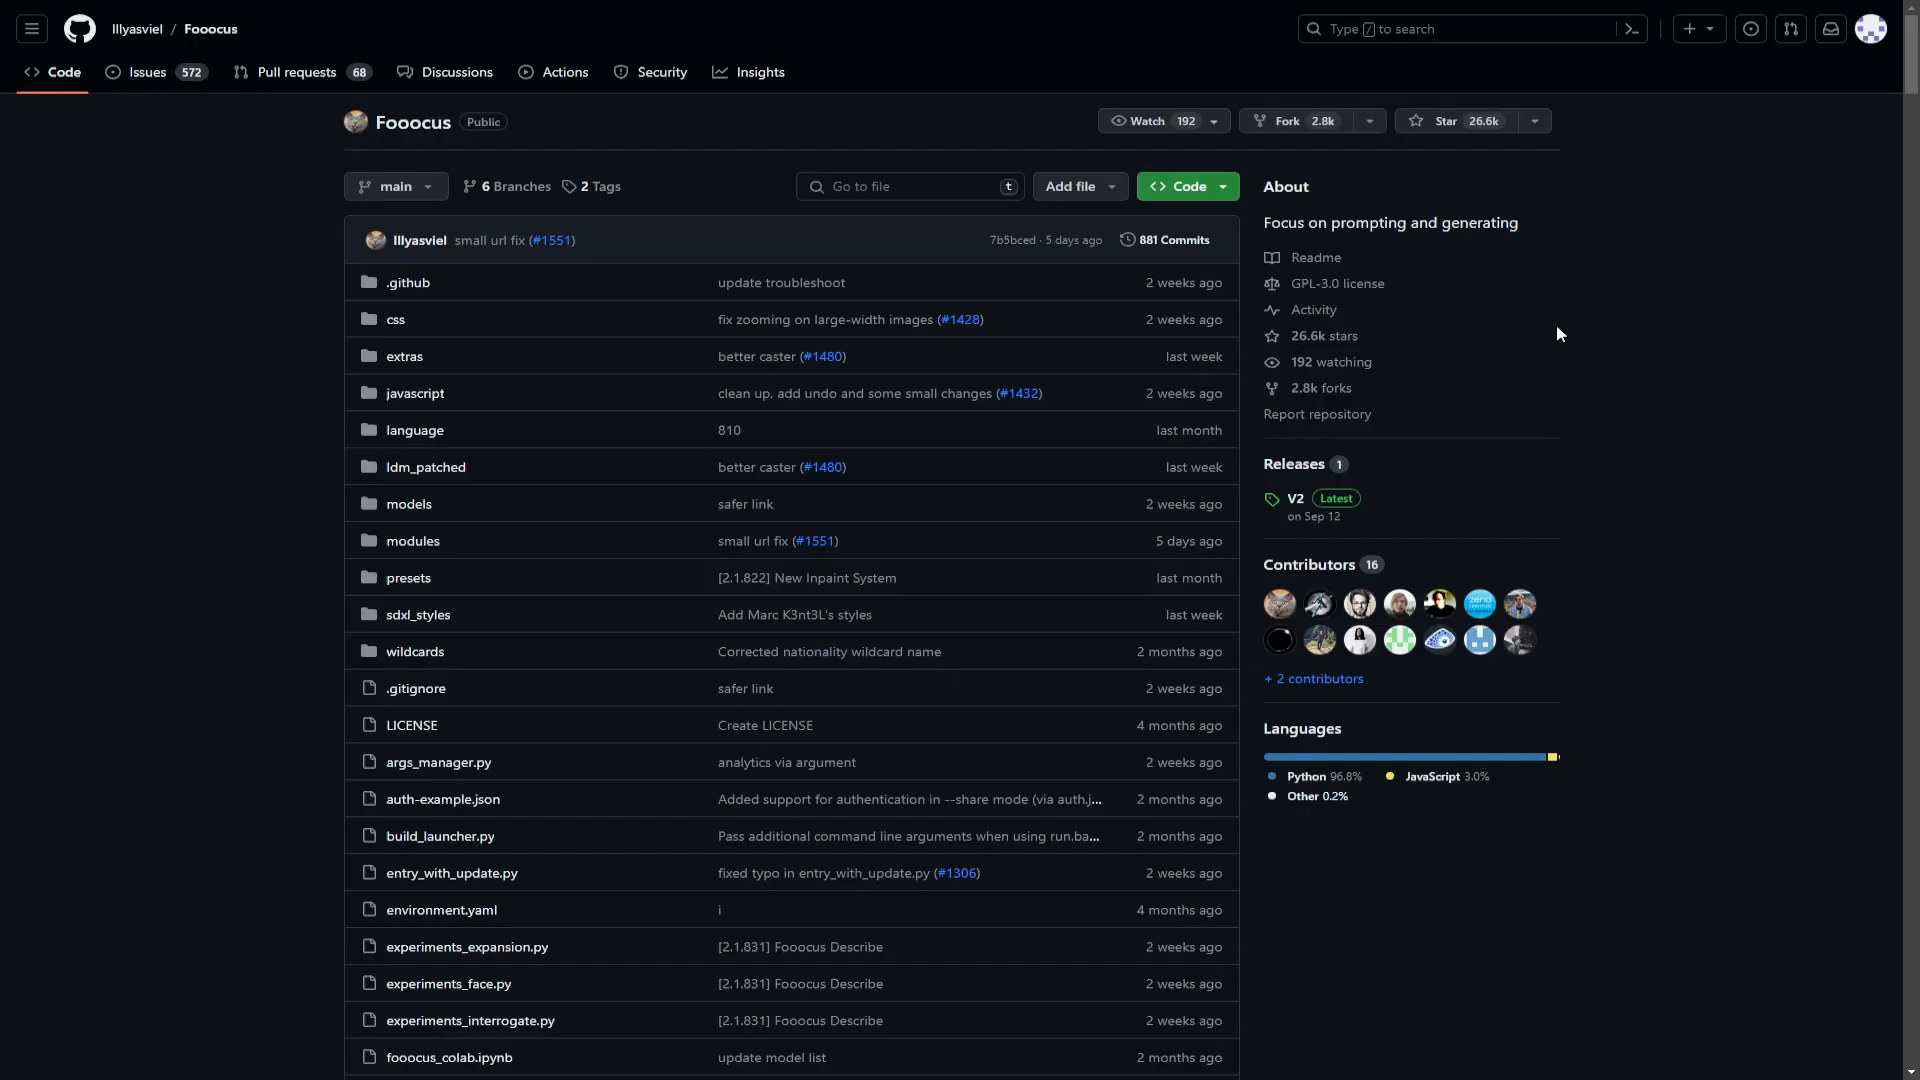 lllyasviel / Fooocus
Type / to search
Code Issues 572 Pull requests 68 Discussions Actions Security Insights
Fooocus Public
Watch 192 Fork 2.8k Star 26.6k
main 6 Branches 2 Tags Go to file t Add file Code
lllyasviel small url fix (#1551) 7b5bced · 5 days ago 881 Commits
.github update troubleshoot 2 weeks ago
css fix zooming on large-width images (#1428) 2 weeks ago
extras better caster (#1480) last week
javascript clean up, add undo and some small changes (#1432) 2 weeks ago
language 810 last month
ldm_patched better caster (#1480) last week
models safer link 2 weeks ago
modules small url fix (#1551) 5 days ago
presets [2.1.822] New Inpaint System last month
sdxl_styles Add Marc K3nt3L's styles last week
wildcards Corrected nationality wildcard name 2 months ago
.gitignore safer link 2 weeks ago
LICENSE Create LICENSE 4 months ago
args_manager.py analytics via argument 2 weeks ago
auth-example.json Added support for authentication in --share mode (via auth.j... 2 months ago
build_launcher.py Pass additional command line arguments when using run.ba... 2 months ago
entry_with_update.py fixed typo in entry_with_update.py (#1306) 2 weeks ago
environment.yaml i 4 months ago
experiments_expansion.py [2.1.831] Fooocus Describe 2 weeks ago
experiments_face.py [2.1.831] Fooocus Describe 2 weeks ago
experiments_interrogate.py [2.1.831] Fooocus Describe 2 weeks ago
fooocus_colab.ipynb update model list 2 months ago
About
Focus on prompting and generating
Readme
GPL-3.0 license
Activity
26.6k stars
192 watching
2.8k forks
Report repository
Releases 1
V2 Latest
on Sep 12
Contributors 16
+ 2 contributors
Languages
Python 96.8% JavaScript 3.0%
Other 0.2%